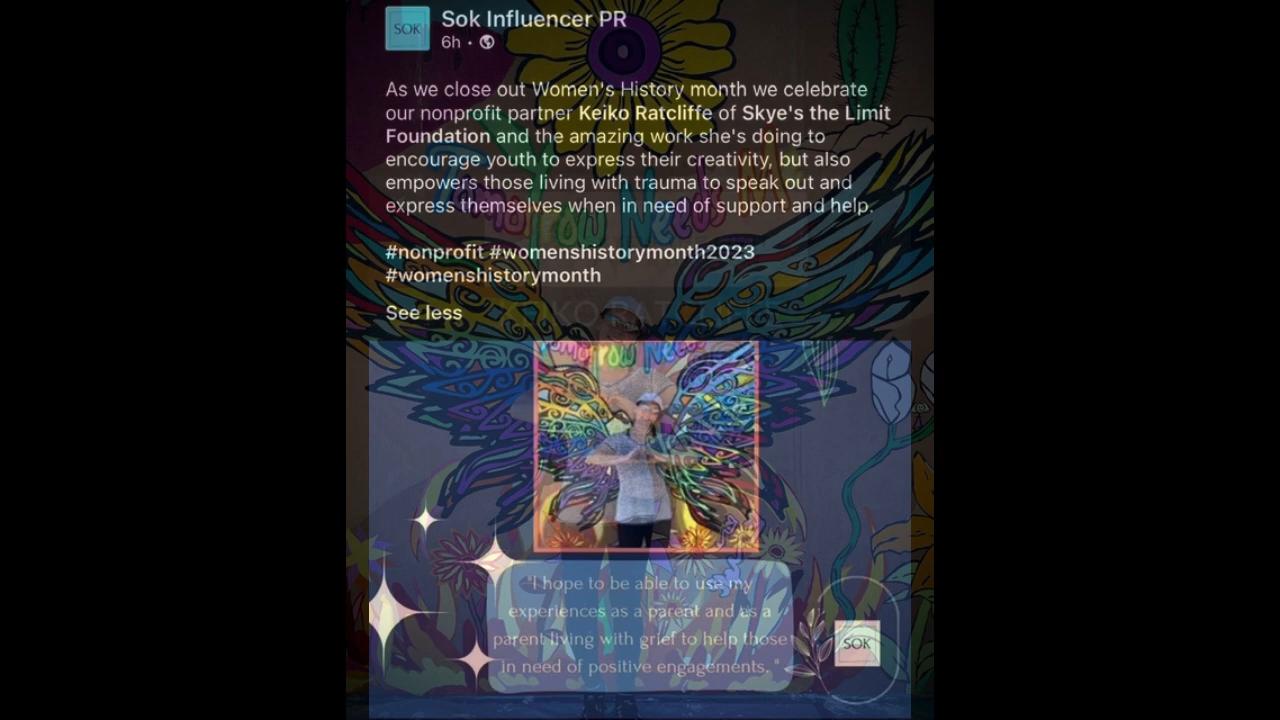 SOK
Sok Influencer PR
6h •
As we close out Women's History month we celebrate
our nonprofit partner Keiko Ratcliffe of Skye's the Limit
Foundation and the amazing work she's doing to
encourage youth to express their creativity, but also
empowers those living with trauma to speak out and
express themselves when in need of support and help.
#nonprofit #womenshistorymonth2023
#womenshistorymonth
See less
"I hope to be able to use my
experiences as a parent and as a
parent living with grief to help those
in need of positive engagements. "
SOK